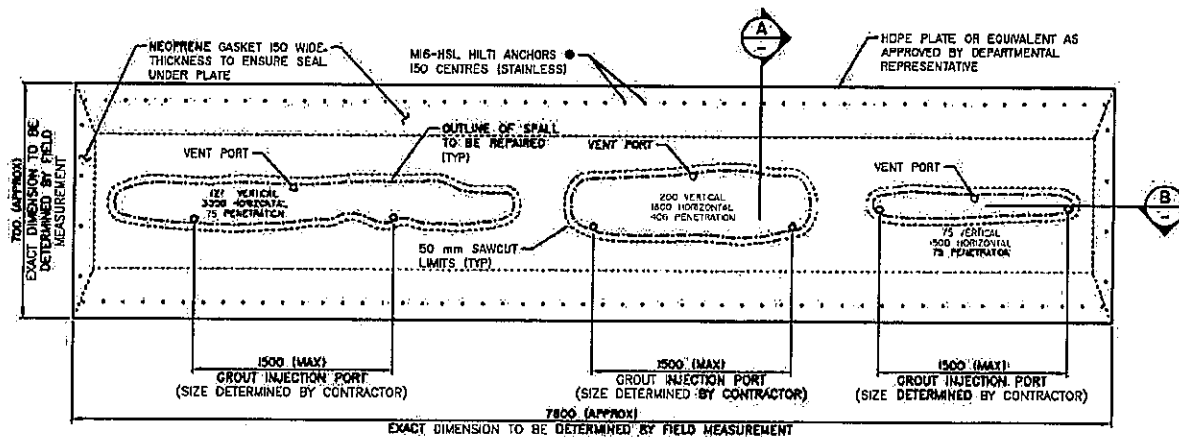 NEOPRENE GASKET 150 WIDE.
THICKNESS TO ENSURE SEAL
UNDER PLATE
M16-HSL HILTI ANCHORS @
150 CENTRES (STAINLESS)
A
-
HDPE PLATE OR EQUIVALENT AS
APPROVED BY DEPARTMENTAL
REPRESENTATIVE
OUTLINE OF SPALL
TO BE REPAIRED
(TYP)
VENT PORT
VENT PORT
VENT PORT
700 (APPROX)
EXACT DIMENSION TO BE
DETERMINED BY FIELD
MEASUREMENT
VERTICAL
HORIZONTAL
75 PENETRATION
200 VERTICAL
1800 HORIZONTAL
PENETRATION
75 VERTICAL
1500 HORIZONTAL
75 PENETRATION
B
-
50 mm SAWCUT
LIMITS (TYP)
1500 (MAX)
GROUT INJECTION PORT
(SIZE DETERMINED BY CONTRACTOR)
1500 (MAX)
GROUT INJECTION PORT
(SIZE DETERMINED BY CONTRACTOR)
1500 (MAX)
GROUT INJECTION PORT
(SIZE DETERMINED BY CONTRACTOR)
7800 (APPROX)
EXACT DIMENSION TO BE DETERMINED BY FIELD MEASUREMENT